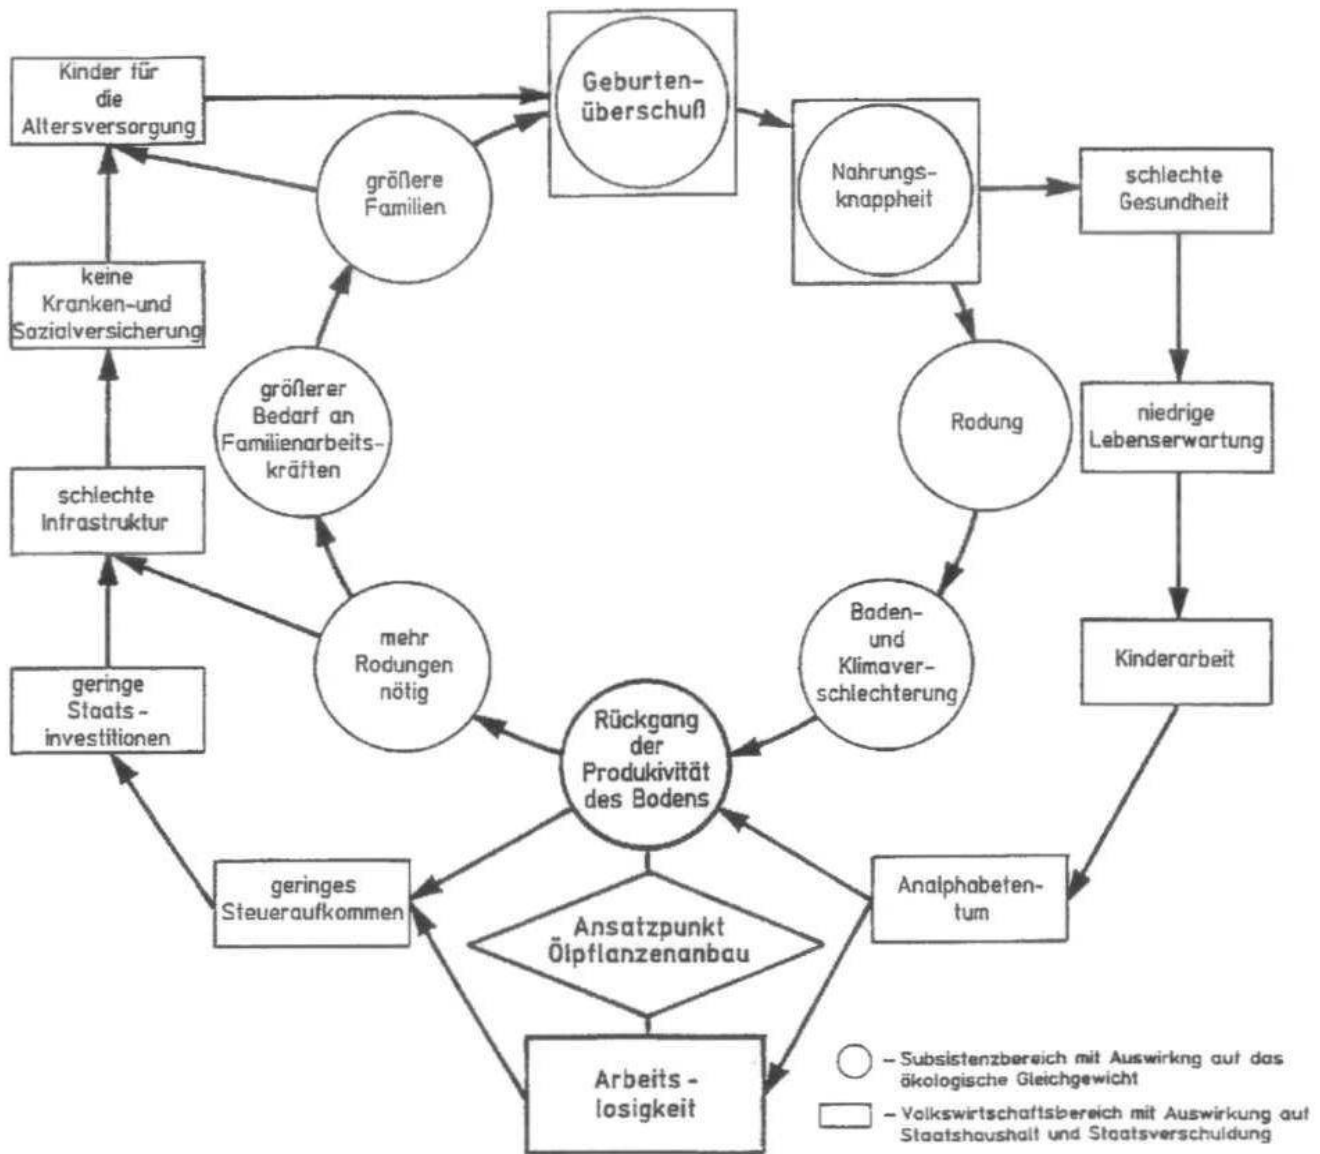 Kinder für
die
Altersversorgung
Geburten-
überschuß
Nahrungs-
knappheit
schlechte
Gesundheit
größere
Familien
keine
Kranken-und
Sozialversicherung
größerer
Bedarf an
Familienarbeits-
kräften
Rodung
niedrige
Lebenserwartung
schlechte
Infrastruktur
mehr
Rodungen
nötig
Boden-
und
Klimaver-
schlechterung
Kinderarbeit
geringe
Staats-
investitionen
Rückgang
der
Produkivität
des Bodens
geringes
Steueraufkommen
Ansatzpunkt
Ölpflanzenanbau
Analphabeten-
tum
Arbeits-
losigkeit
– Subsistenzbereich mit Auswirkng auf das
ökologische Gleichgewicht
– Volkswirtschaftsbereich mit Auswirkung auf
Staatshaushalt und Staatsverschuldung